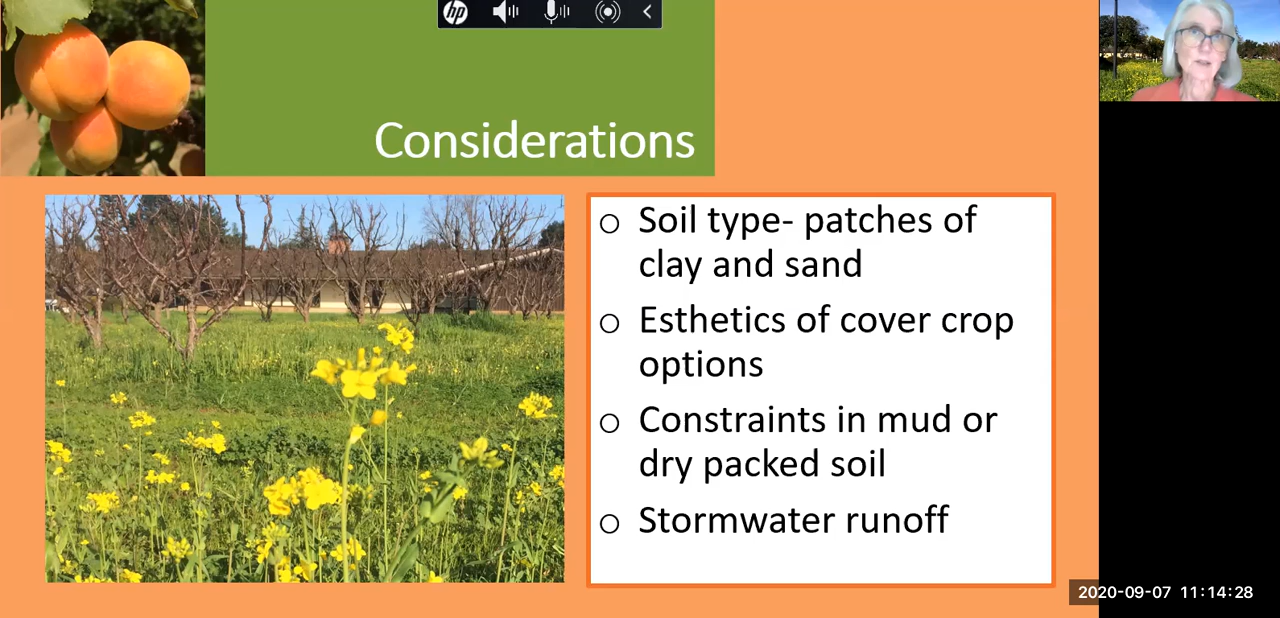 hp
Considerations
○ Soil type- patches of
clay and sand
○ Esthetics of cover crop
options
○ Constraints in mud or
dry packed soil
○ Stormwater runoff
2020-09-07 11:14:28